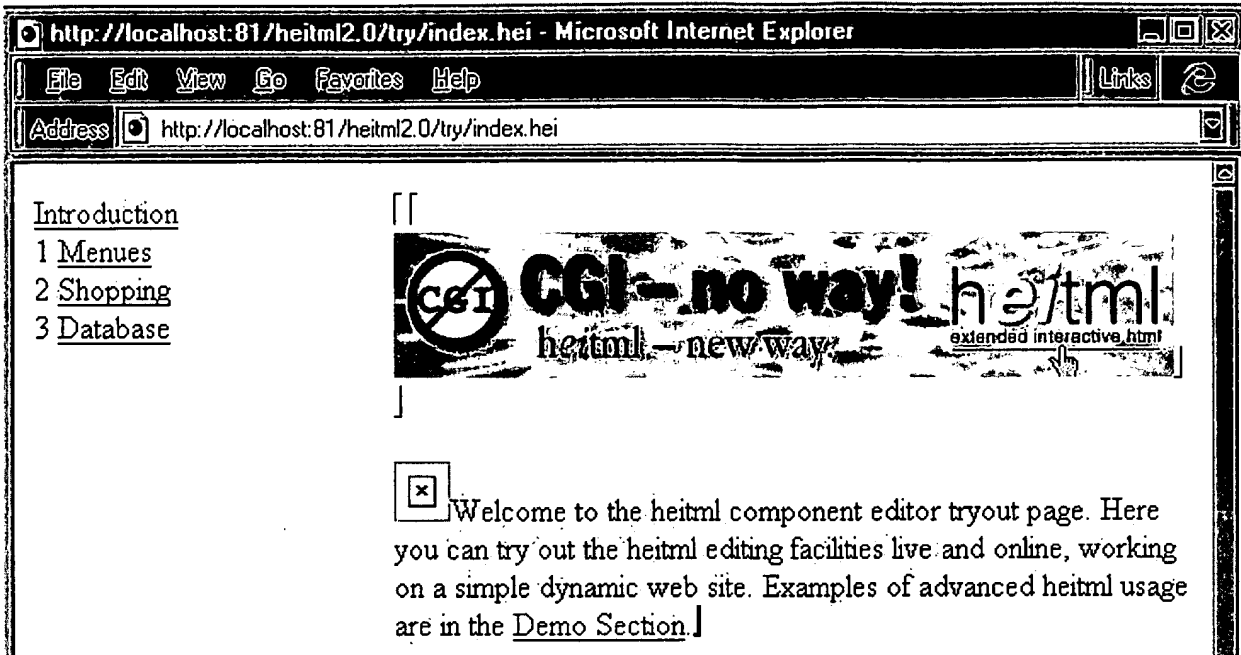 http://localhost:81/heitml2.0/try/index.hei - Microsoft Internet Explorer
File Edit View Go Favorites Help Links
Address http://localhost:81/heitml2.0/try/index.hei
Introduction
1 Menues
2 Shopping
3 Database
CGI
CGI – no way!
heitml – new way
heitml
extended interactive html
Welcome to the heitml component editor tryout page. Here
you can try out the heitml editing facilities live and online, working
on a simple dynamic web site. Examples of advanced heitml usage
are in the Demo Section.